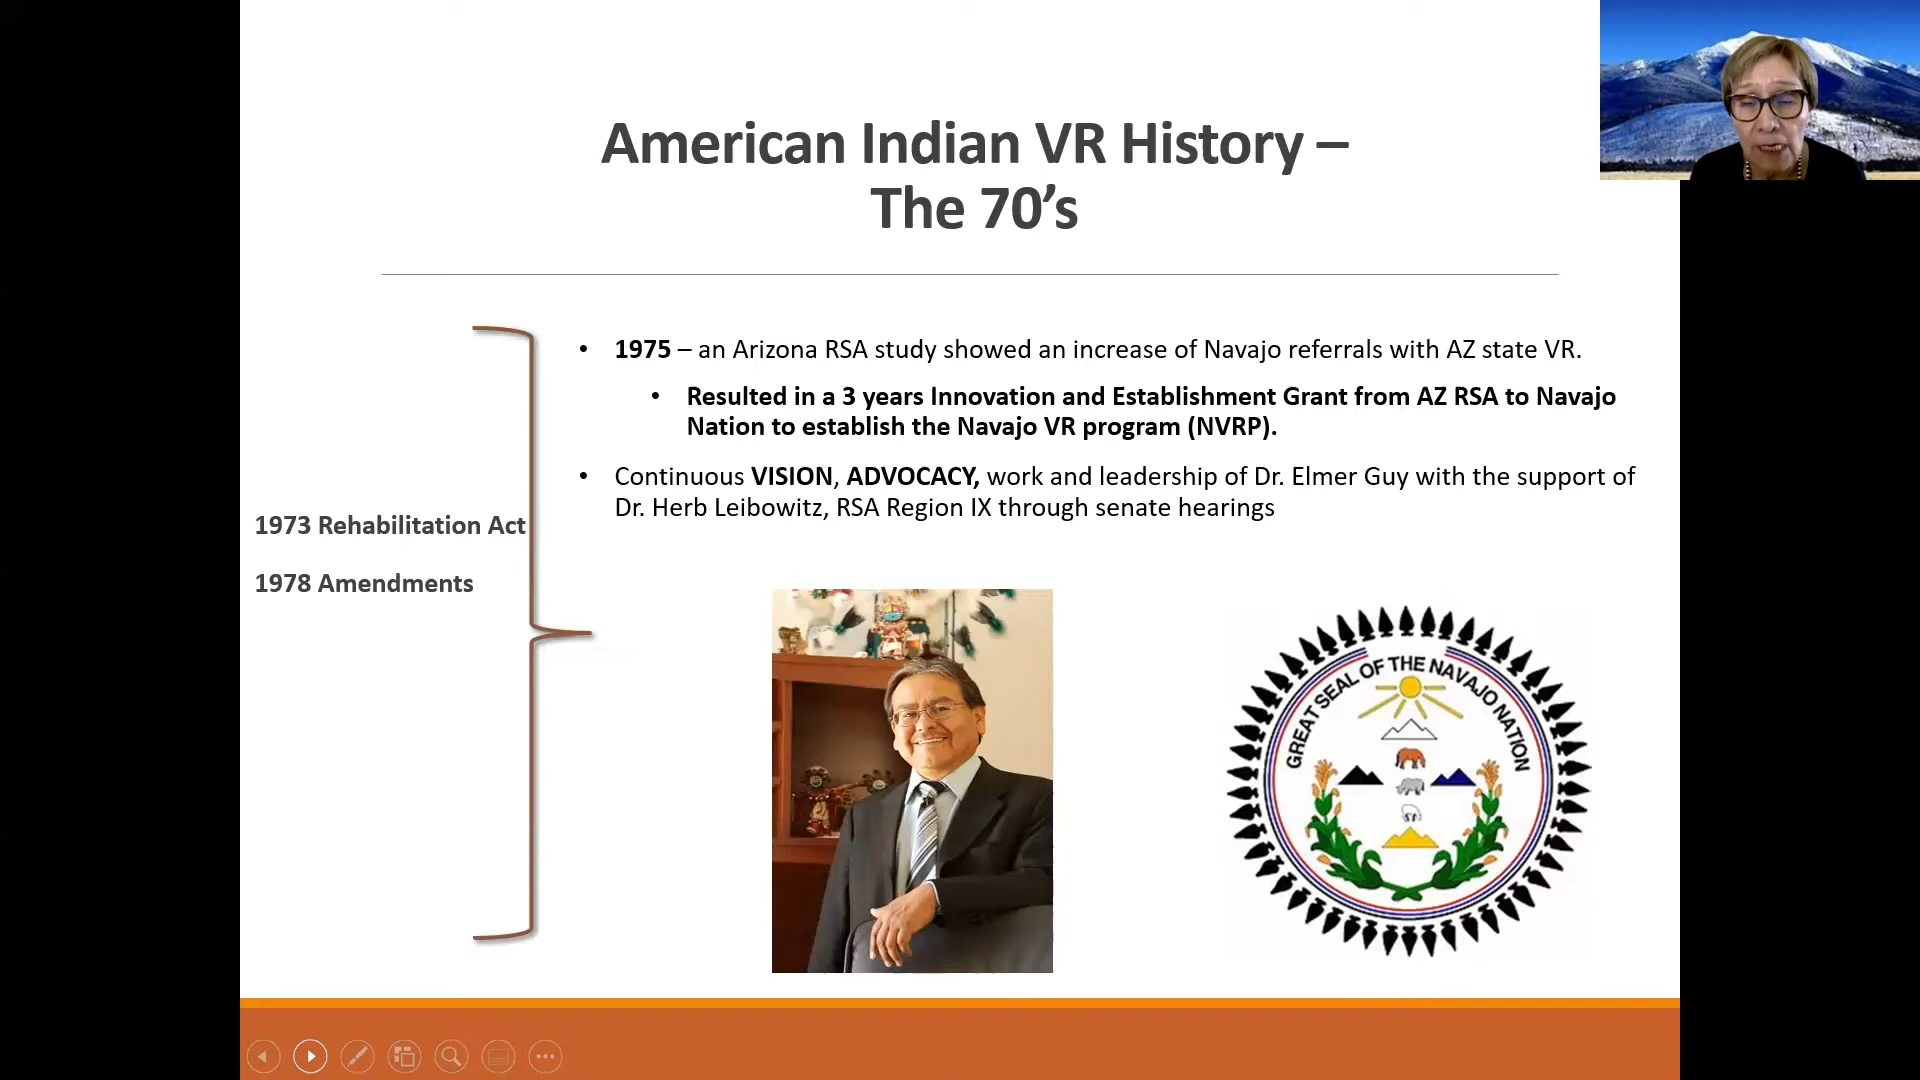 American Indian VR History –
The 70’s
1973 Rehabilitation Act
1978 Amendments
• 1975 – an Arizona RSA study showed an increase of Navajo referrals with AZ state VR.
• Resulted in a 3 years Innovation and Establishment Grant from AZ RSA to Navajo
Nation to establish the Navajo VR program (NVRP).
• Continuous VISION, ADVOCACY, work and leadership of Dr. Elmer Guy with the support of
Dr. Herb Leibowitz, RSA Region IX through senate hearings
GREAT SEAL OF THE NAVAJO NATION